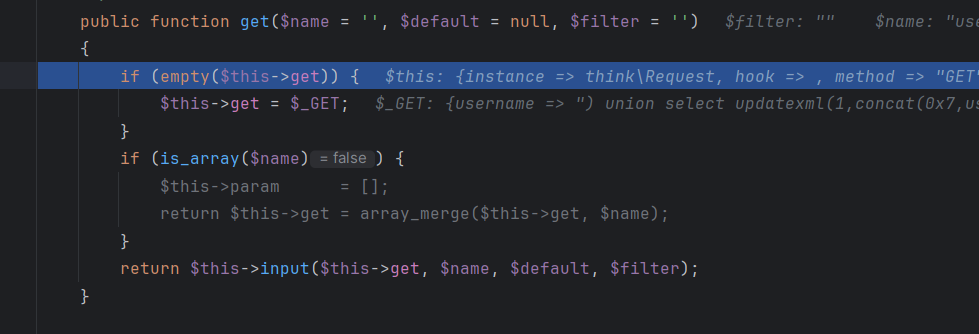 public function get($name = '', $default = null, $filter = '')   $filter: ""    $name: "use
{
    if (empty($this->get)) {   $this: {instance => think\Request, hook => , method => "GET"
        $this->get = $_GET;   $_GET: {username => ") union select updatexml(1,concat(0x7,us
    }
    if (is_array($name) = false ) {
        $this->param      = [];
        return $this->get = array_merge($this->get, $name);
    }
    return $this->input($this->get, $name, $default, $filter);
}